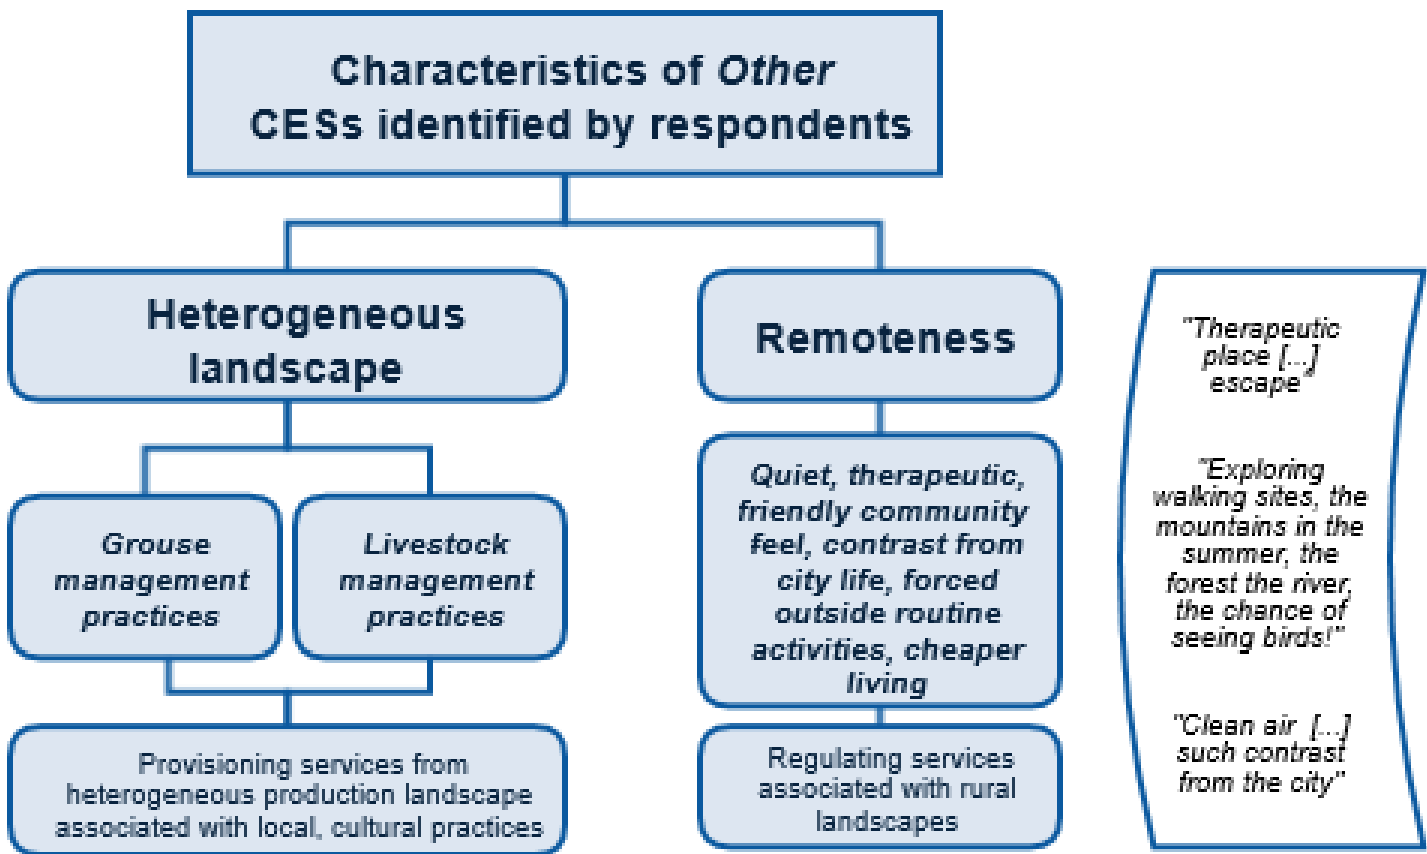 Characteristics of Other
CESs identified by respondents
Heterogeneous
landscape
Remoteness
Grouse
management
practices
Livestock
management
practices
Quiet, therapeutic,
friendly community
feel, contrast from
city life, forced
outside routine
activities, cheaper
living
Provisioning services from
heterogeneous production landscape
associated with local, cultural practices
Regulating services
associated with rural
landscapes
"Therapeutic
place [...]
escape"
"Exploring
walking sites, the
mountains in the
summer, the
forest the river,
the chance of
seeing birds!"
"Clean air [...]
such contrast
from the city"